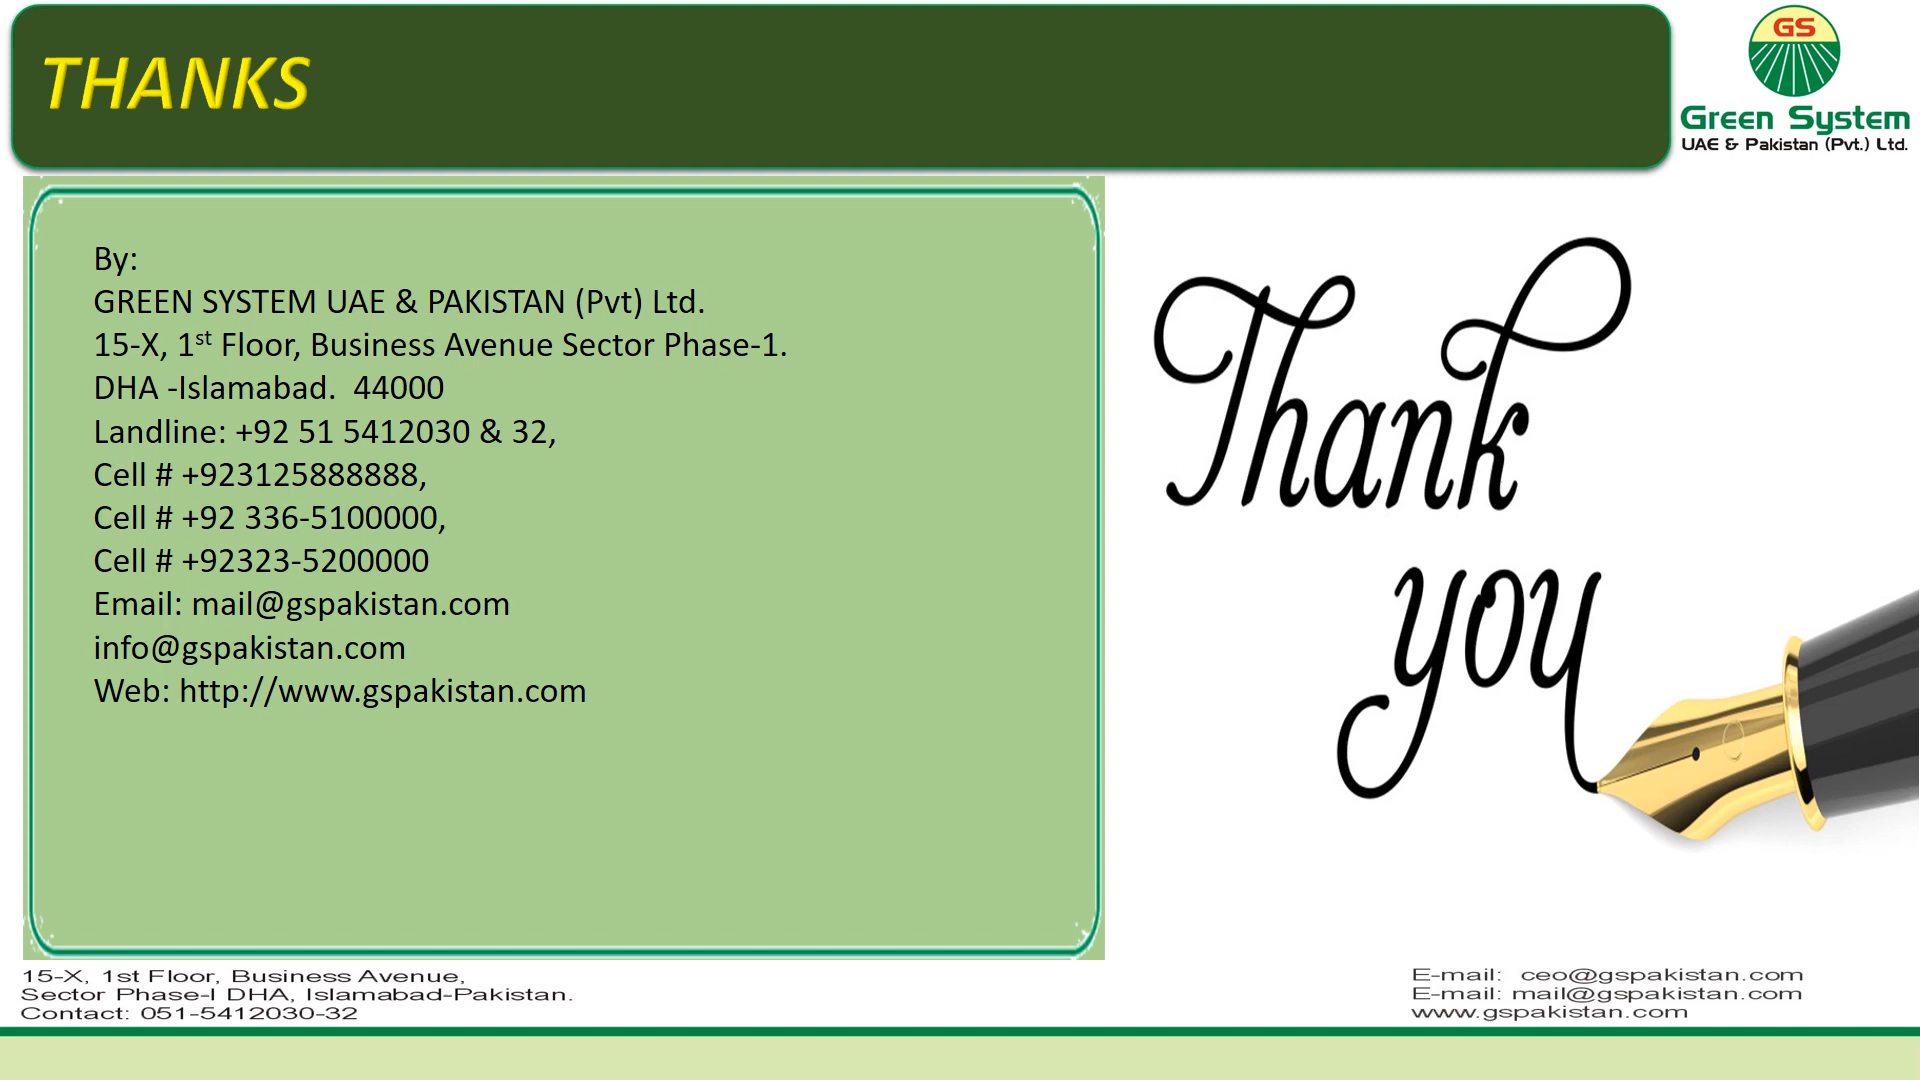 THANKS
GS
Green System
UAE & Pakistan (Pvt.) Ltd.
By:
GREEN SYSTEM UAE & PAKISTAN (Pvt) Ltd.
15-X, 1st Floor, Business Avenue Sector Phase-1.
DHA -Islamabad.  44000
Landline: +92 51 5412030 & 32,
Cell # +923125888888,
Cell # +92 336-5100000,
Cell # +92323-5200000
Email: mail@gspakistan.com
info@gspakistan.com
Web: http://www.gspakistan.com
Thank
you
15-X, 1st Floor, Business Avenue,
Sector Phase-I DHA, Islamabad-Pakistan.
Contact: 051-5412030-32
E-mail:  ceo@gspakistan.com
E-mail: mail@gspakistan.com
www.gspakistan.com